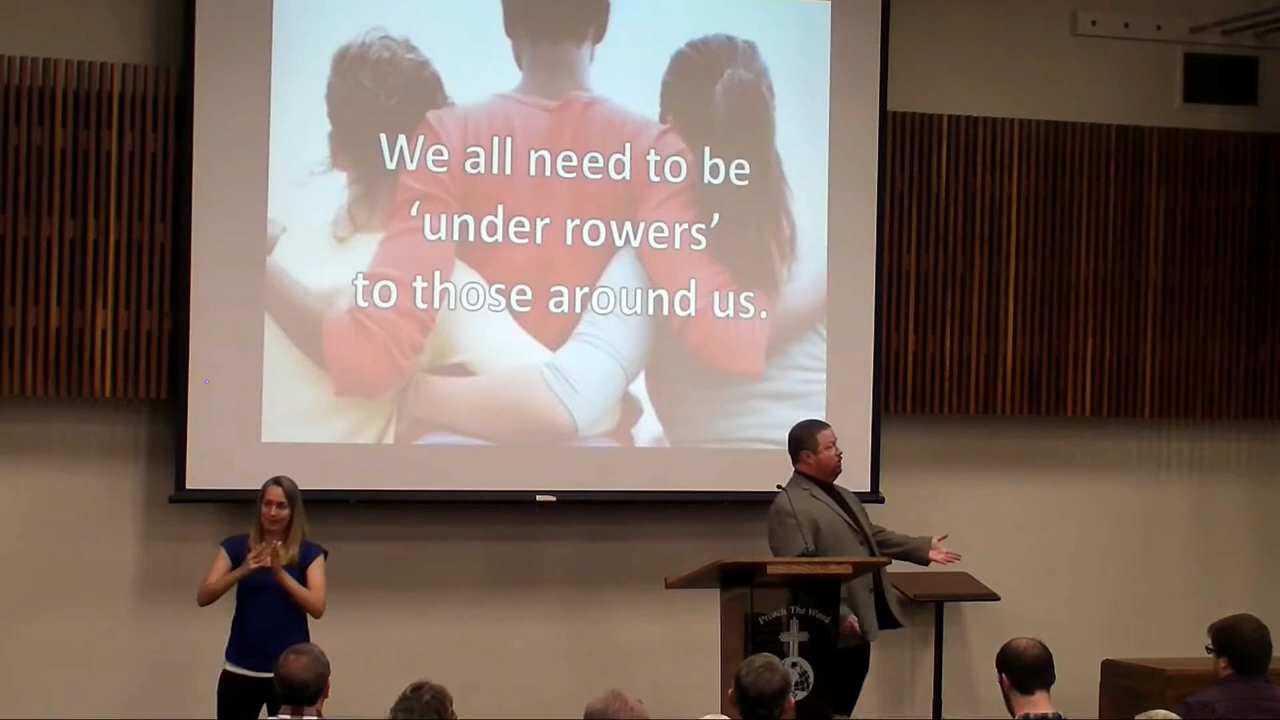 We all need to be
‘under rowers’
to those around us.
Preach The Word